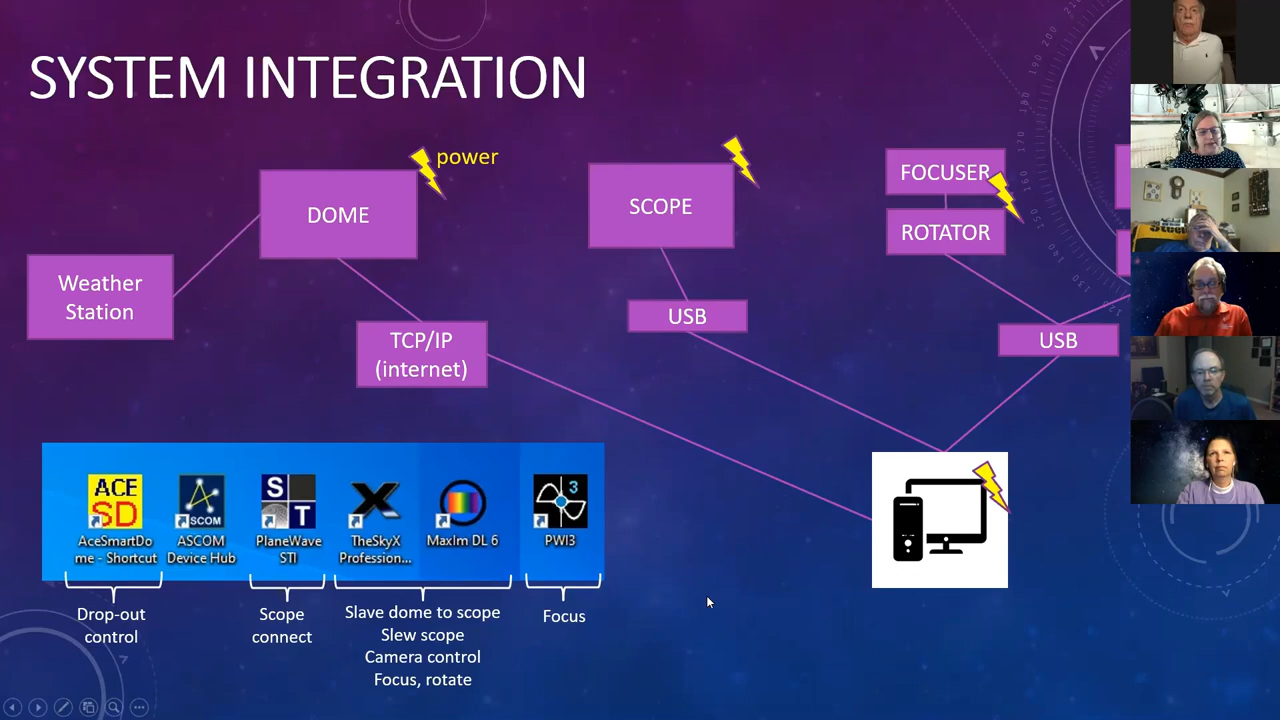 SYSTEM INTEGRATION
power
DOME
SCOPE
FOCUSER
ROTATOR
Weather
Station
USB
TCP/IP
(internet)
USB
ACE
SD
AceSmartDo
me - Shortcut
ASCOM
ASCOM
Device Hub
S
T
PlaneWave
STI
TheSkyX
Profession...
MaxIm DL 6
3
PWI3
Drop-out
control
Scope
connect
Slave dome to scope
Slew scope
Camera control
Focus, rotate
Focus